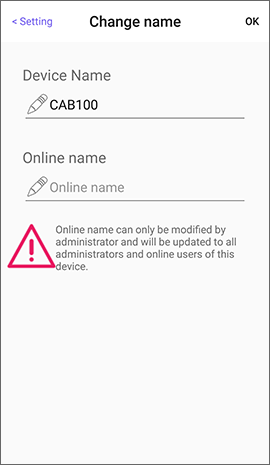 < Setting Change name OK
Device Name
CAB100
Online name
Online name
Online name can only be modified by
administrator and will be updated to all
administrators and online users of this
device.